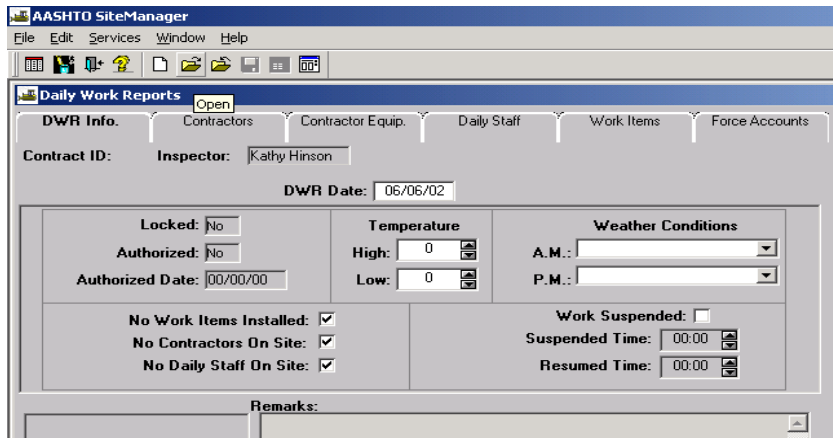 AASHTO SiteManager
File Edit Services Window Help
Daily Work Reports
Open
DWR Info. Contractors Contractor Equip. Daily Staff Work Items Force Accounts
Contract ID: Inspector: Kathy Hinson
DWR Date: 06/06/02
Locked: No
Authorized: No
Authorized Date: 00/00/00
Temperature
High: 0
Low: 0
Weather Conditions
A.M.:
P.M.:
No Work Items Installed:
No Contractors On Site:
No Daily Staff On Site:
Work Suspended:
Suspended Time: 00:00
Resumed Time: 00:00
Remarks: